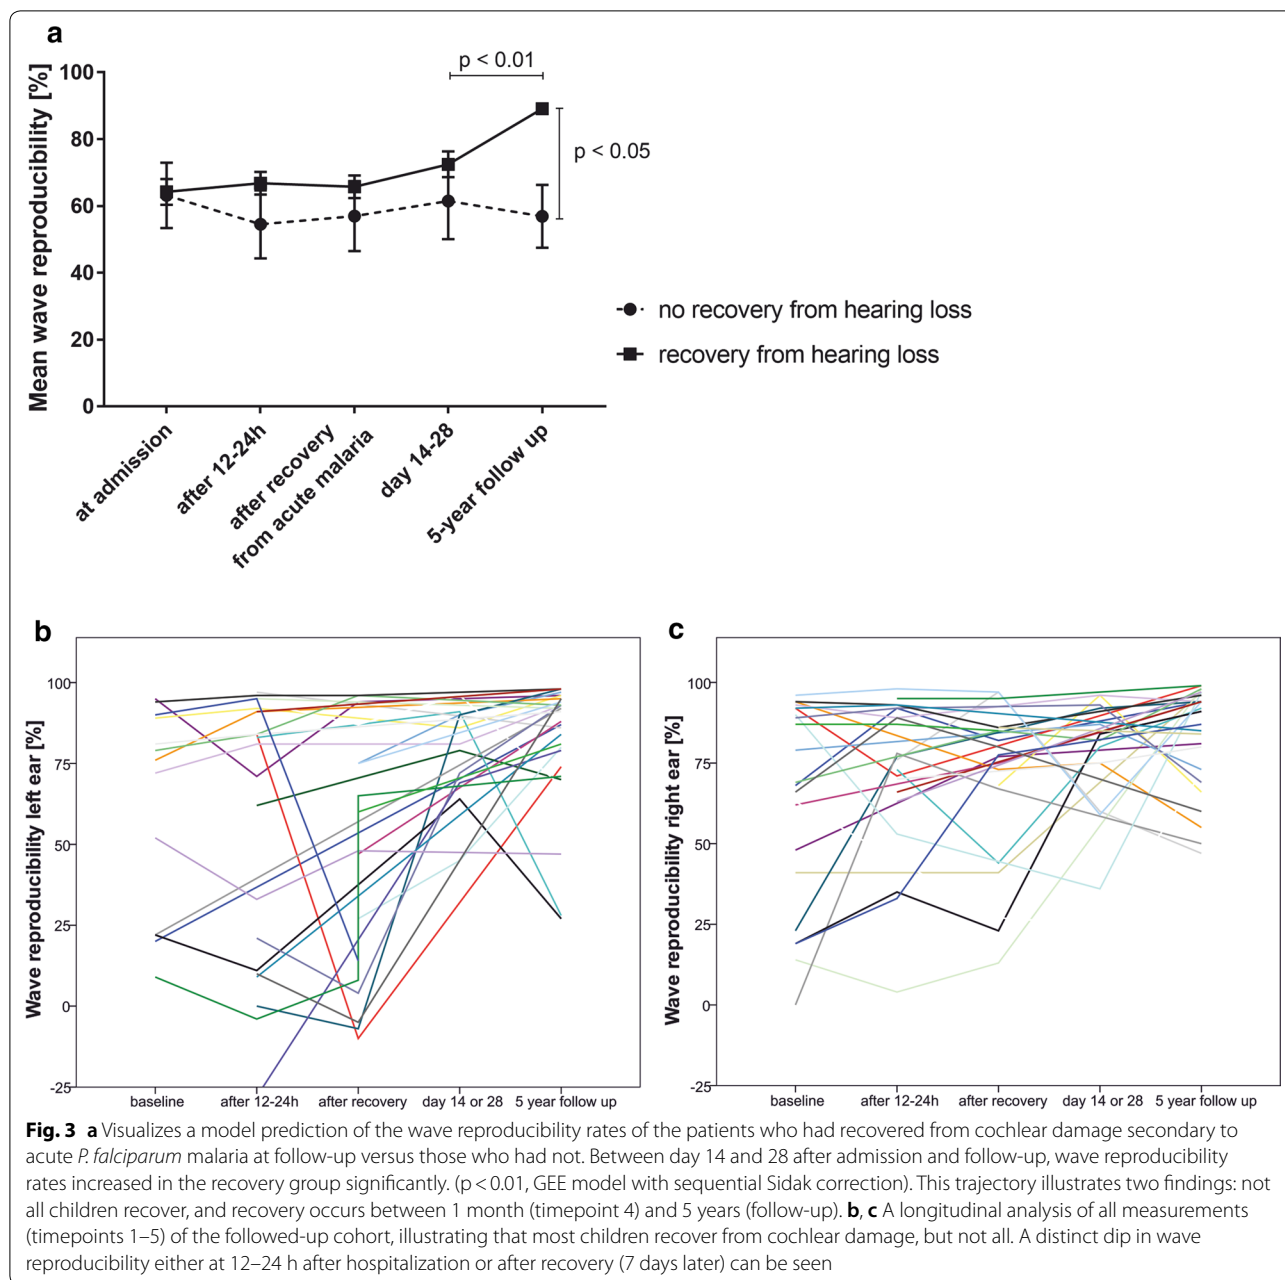 a
p < 0.01
Mean wave reproducibility [%]
100
80
60
40
20
0
p < 0.05
no recovery from hearing loss
recovery from hearing loss
at admission
after 12-24h
after recovery
from acute malaria
day 14-28
5-year follow up
b
Wave reproducibility left ear [%]
100
75
50
25
0
-25
baseline
after 12-24h
after recovery
day 14 or 28
5 year follow up
c
Wave reproducibility right ear [%]
100
75
50
25
0
-25
baseline
after 12-24h
after recovery
day 14 or 28
5 year follow up
Fig. 3 a Visualizes a model prediction of the wave reproducibility rates of the patients who had recovered from cochlear damage secondary to
acute P. falciparum malaria at follow-up versus those who had not. Between day 14 and 28 after admission and follow-up, wave reproducibility
rates increased in the recovery group significantly. (p < 0.01, GEE model with sequential Sidak correction). This trajectory illustrates two findings: not
all children recover, and recovery occurs between 1 month (timepoint 4) and 5 years (follow-up). b, c A longitudinal analysis of all measurements
(timepoints 1–5) of the followed-up cohort, illustrating that most children recover from cochlear damage, but not all. A distinct dip in wave
reproducibility either at 12–24 h after hospitalization or after recovery (7 days later) can be seen